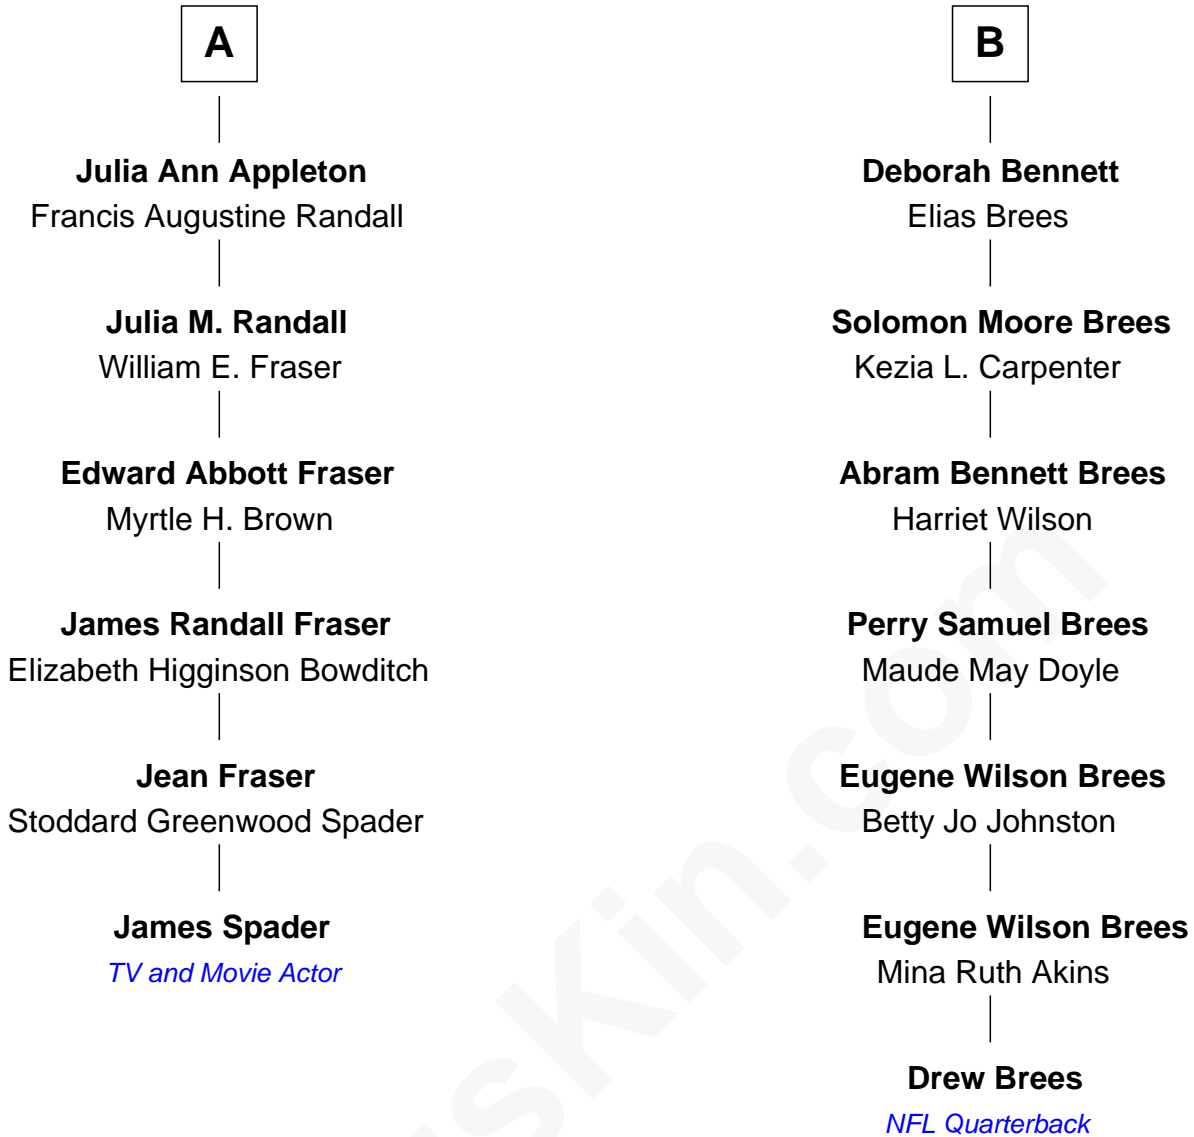 A
Julia Ann Appleton
Francis Augustine Randall
Julia M. Randall
William E. Fraser
Edward Abbott Fraser
Myrtle H. Brown
James Randall Fraser
Elizabeth Higginson Bowditch
Jean Fraser
Stoddard Greenwood Spader
James Spader
TV and Movie Actor
B
Deborah Bennett
Elias Brees
Solomon Moore Brees
Kezia L. Carpenter
Abram Bennett Brees
Harriet Wilson
Perry Samuel Brees
Maude May Doyle
Eugene Wilson Brees
Betty Jo Johnston
Eugene Wilson Brees
Mina Ruth Akins
Drew Brees
NFL Quarterback
usKin.com